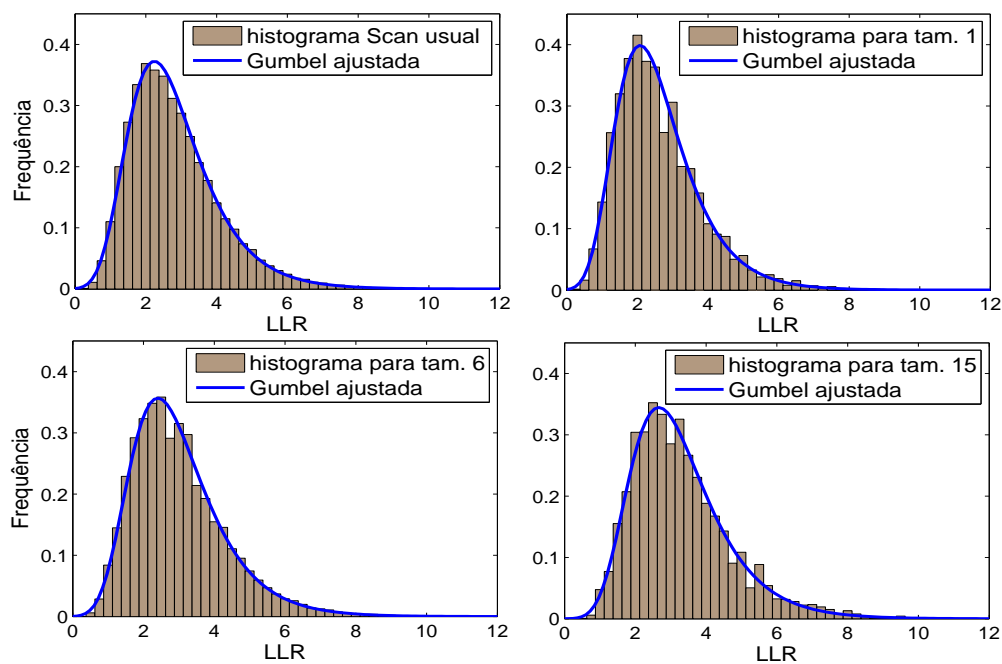 histograma Scan usual
Gumbel ajustada
Frequência
0.4
0.3
0.2
0.1
0
0 2 4 6 8 10 12
LLR
histograma para tam. 1
Gumbel ajustada
0.4
0.3
0.2
0.1
0
0 2 4 6 8 10 12
LLR
histograma para tam. 6
Gumbel ajustada
Frequência
0.4
0.3
0.2
0.1
0
0 2 4 6 8 10 12
LLR
histograma para tam. 15
Gumbel ajustada
0.4
0.3
0.2
0.1
0
0 2 4 6 8 10 12
LLR